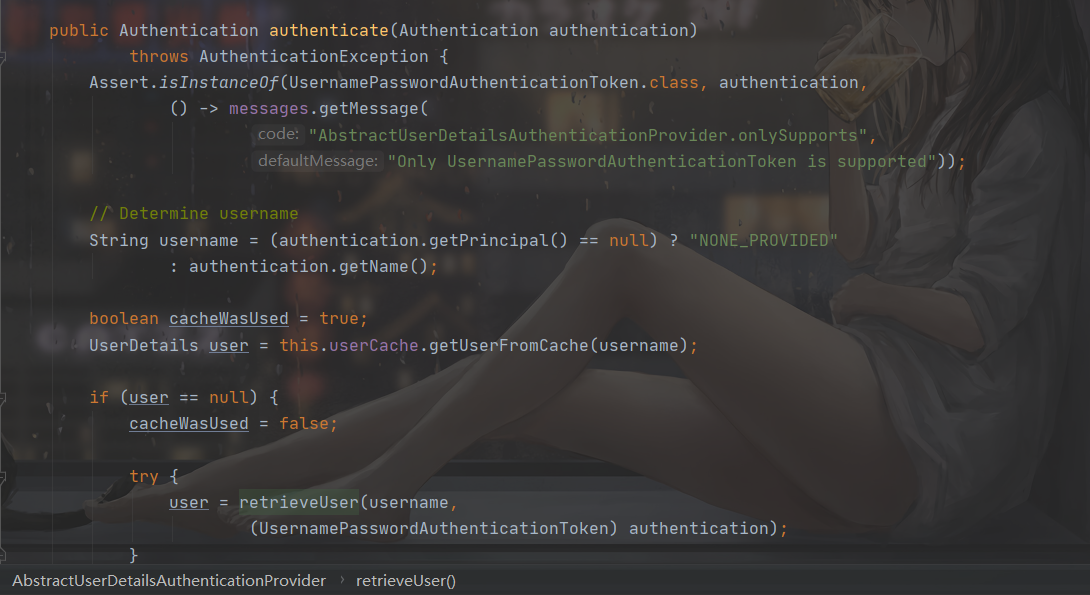 public Authentication authenticate(Authentication authentication)
throws AuthenticationException {
Assert.isInstanceOf(UsernamePasswordAuthenticationToken.class, authentication,
() -> messages.getMessage(
code: "AbstractUserDetailsAuthenticationProvider.onlySupports",
defaultMessage: "Only UsernamePasswordAuthenticationToken is supported"));
// Determine username
String username = (authentication.getPrincipal() == null) ? "NONE_PROVIDED"
: authentication.getName();
boolean cacheWasUsed = true;
UserDetails user = this.userCache.getUserFromCache(username);
if (user == null) {
cacheWasUsed = false;
try {
user = retrieveUser(username,
(UsernamePasswordAuthenticationToken) authentication);
}
AbstractUserDetailsAuthenticationProvider › retrieveUser()